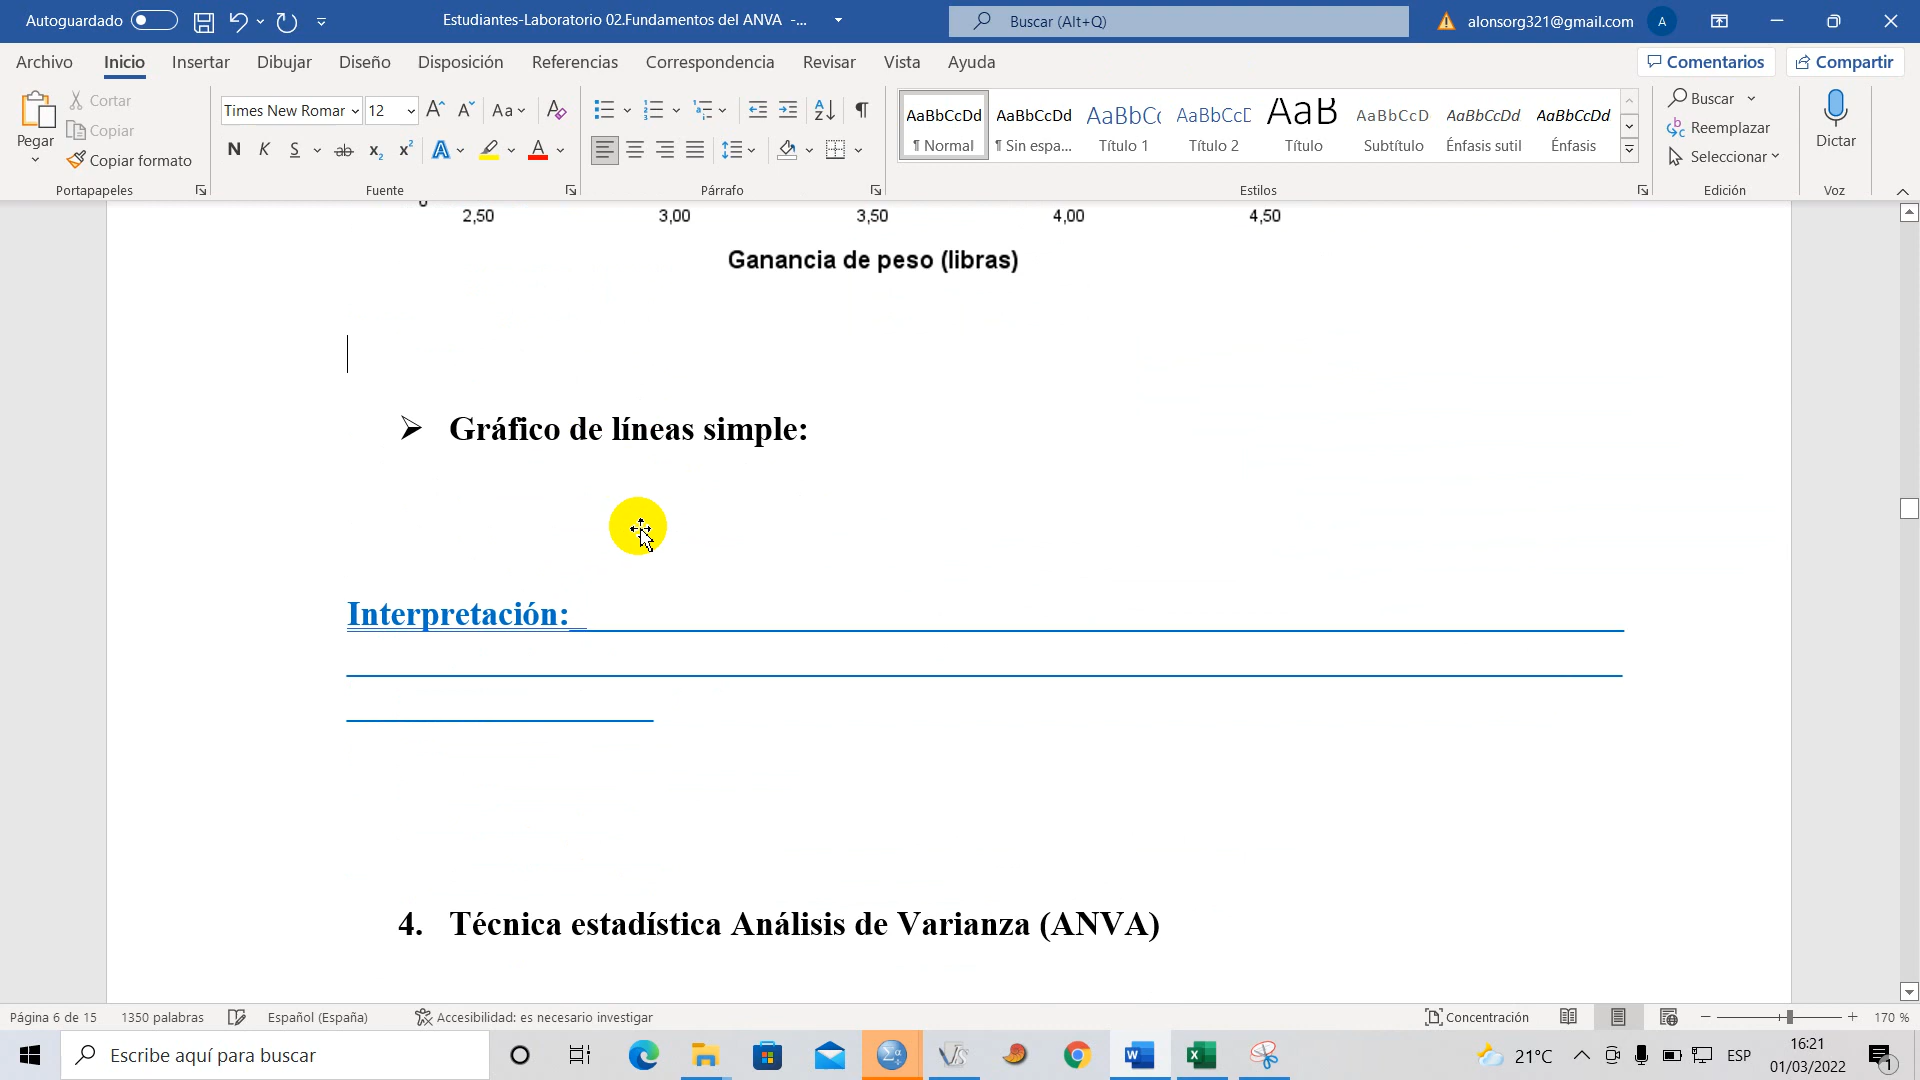 Autoguardado
Estudiantes-Laboratorio 02.Fundamentos del ANVA -...
Buscar (Alt+Q)
alonsorg321@gmail.com
A
Archivo Inicio Insertar Dibujar Diseño Disposición Referencias Correspondencia Revisar Vista Ayuda
Comentarios
Compartir
Pegar
Cortar
Copiar
Copiar formato
Portapapeles
Times New Romar
12
Aa
N K S ab x₂ x² A A
Fuente
Párrafo
AaBbCcDd AaBbCcDd AaBbC AaBbCcD AaB AaBbCcD AaBbCcDd AaBbCcDd
¶ Normal ¶ Sin espa... Título 1 Título 2 Título Subtítulo Énfasis sutil Énfasis
Estilos
Buscar
Reemplazar
Seleccionar
Edición
Dictar
Voz
2,50 3,00 3,50 4,00 4,50
Ganancia de peso (libras)
➢ Gráfico de líneas simple:
Interpretación:_
4. Técnica estadística Análisis de Varianza (ANVA)
Página 6 de 15 1350 palabras Español (España) Accesibilidad: es necesario investigar
Concentración
170 %
Escribe aquí para buscar
21°C
ESP
16:21
01/03/2022
1